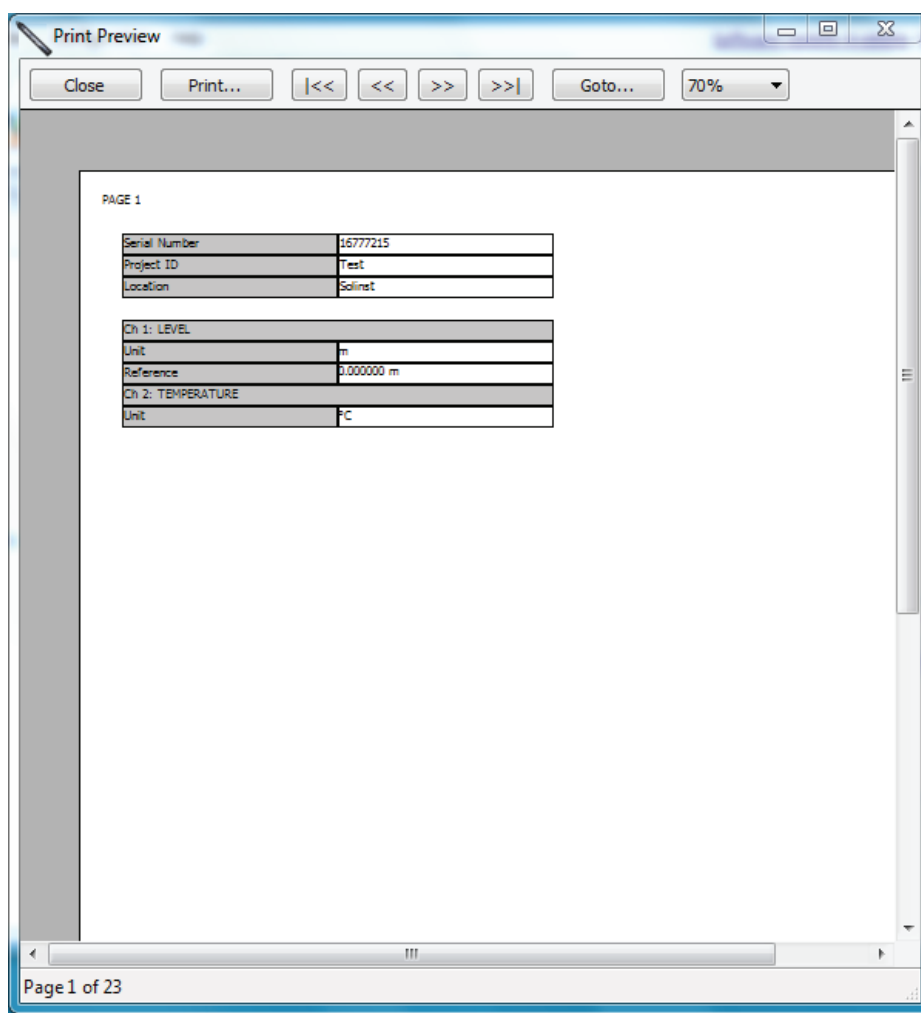 Print Preview
Close Print... |<< << >> >>| Goto... 70%
PAGE 1
Serial Number 16777215
Project ID Test
Location Solinst
Ch 1: LEVEL
Unit m
Reference 0.000000 m
Ch 2: TEMPERATURE
Unit °C
Page 1 of 23